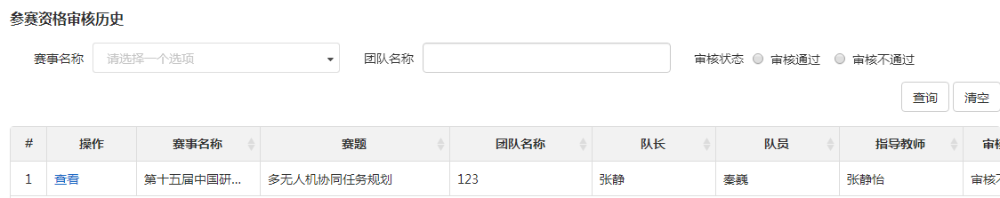 参赛资格审核历史
赛事名称 请选择一个选项 团队名称 审核状态 审核通过 审核不通过
查询 清空
# 操作 赛事名称 赛题 团队名称 队长 队员 指导教师 审
1 查看 第十五届中国研... 多无人机协同任务规划 123 张静 秦巍 张静怡 审核不